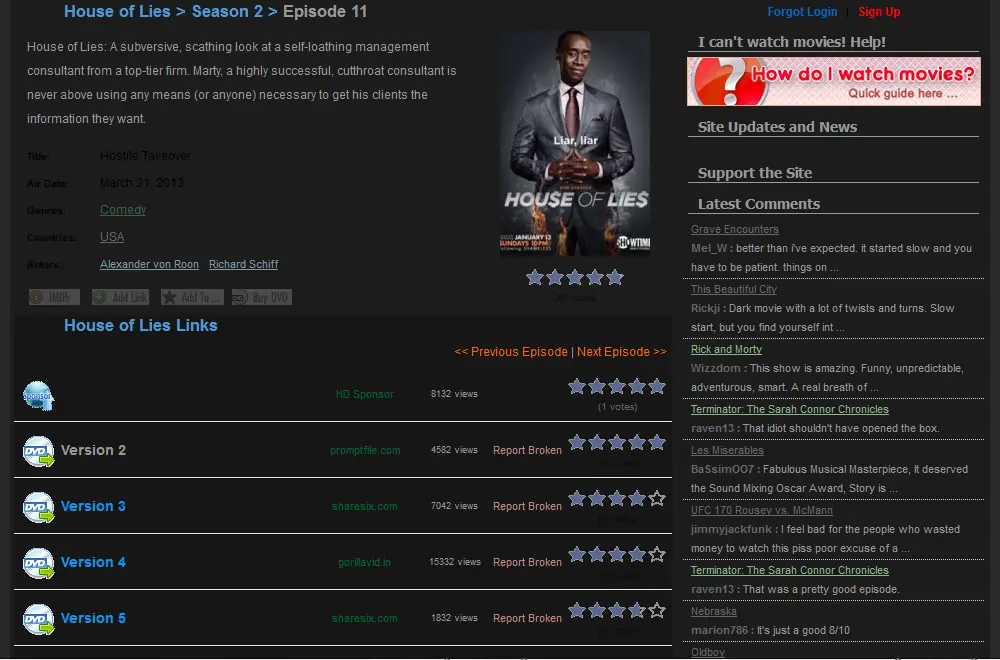 House of Lies > Season 2 > Episode 11
House of Lies: A subversive, scathing look at a self-loathing management
consultant from a top-tier firm. Marty, a highly successful, cutthroat consultant is
never above using any means (or anyone) necessary to get his clients the
information they want.
Title: Hostile Takeover
Air Date: March 31, 2013
Genres: Comedy
Countries: USA
Actors: Alexander von Roon Richard Schiff
IMDb Add Link Add To ... Buy DVD
Liar, liar
DON CHEADLE
HOUSE OF LIE$
JANUARY 13
SUNDAYS 10PM
following SHAMELESS
SHOWTIME
House of Lies Links
<< Previous Episode | Next Episode >>
Sponsor HD Sponsor 8132 views
(1 votes)
DVD Version 2 promptfile.com 4582 views Report Broken
DVD Version 3 sharesix.com 7042 views Report Broken
DVD Version 4 gorillavid.in 15332 views Report Broken
DVD Version 5 sharesix.com 1832 views Report Broken
Forgot Login | Sign Up
I can't watch movies! Help!
How do I watch movies?
Quick guide here ...
Site Updates and News
Support the Site
Latest Comments
Grave Encounters
Mel_W : better than i've expected. it started slow and you
have to be patient. things on ...
This Beautiful City
Rickji : Dark movie with a lot of twists and turns. Slow
start, but you find yourself int ...
Rick and Morty
Wizzdom : This show is amazing. Funny, unpredictable,
adventurous, smart. A real breath of ...
Terminator: The Sarah Connor Chronicles
raven13 : That idiot shouldn't have opened the box.
Les Miserables
BaSsimOO7 : Fabulous Musical Masterpiece, It deserved
the Sound Mixing Oscar Award, Story is ...
UFC 170 Rousey vs. McMann
jimmyjackfunk : I feel bad for the people who wasted
money to watch this piss poor excuse of a ...
Terminator: The Sarah Connor Chronicles
raven13 : That was a pretty good episode.
Nebraska
marion786 : It's just a good 8/10
Oldboy